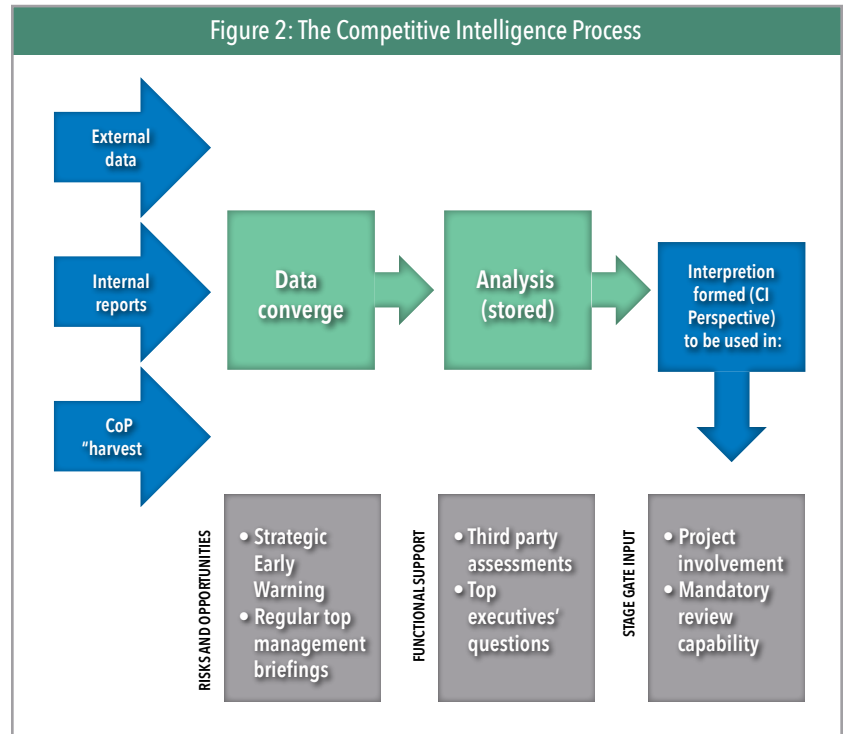 Figure 2: The Competitive Intelligence Process
External
data
Internal
reports
CoP
"harvest
Data
converge
Analysis
(stored)
Interpretion
formed (CI
Perspective)
to be used in:
RISKS AND OPPORTUNITIES
• Strategic
Early
Warning
• Regular top
management
briefings
FUNCTIONAL SUPPORT
• Third party
assessments
• Top
executives’
questions
STAGE GATE INPUT
• Project
involvement
• Mandatory
review
capability